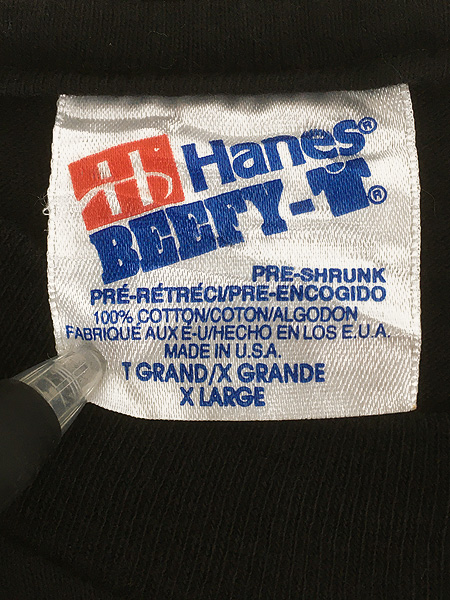 Hanes®
BEEFY-T®
PRE-SHRUNK
PRÉ-RÉTRÉCI/PRE-ENCOGIDO
100% COTTON/COTON/ALGODON
FABRIQUE AUX E-U/HECHO EN LOS E.U.A.
MADE IN U.S.A.
T GRAND/X GRANDE
X LARGE